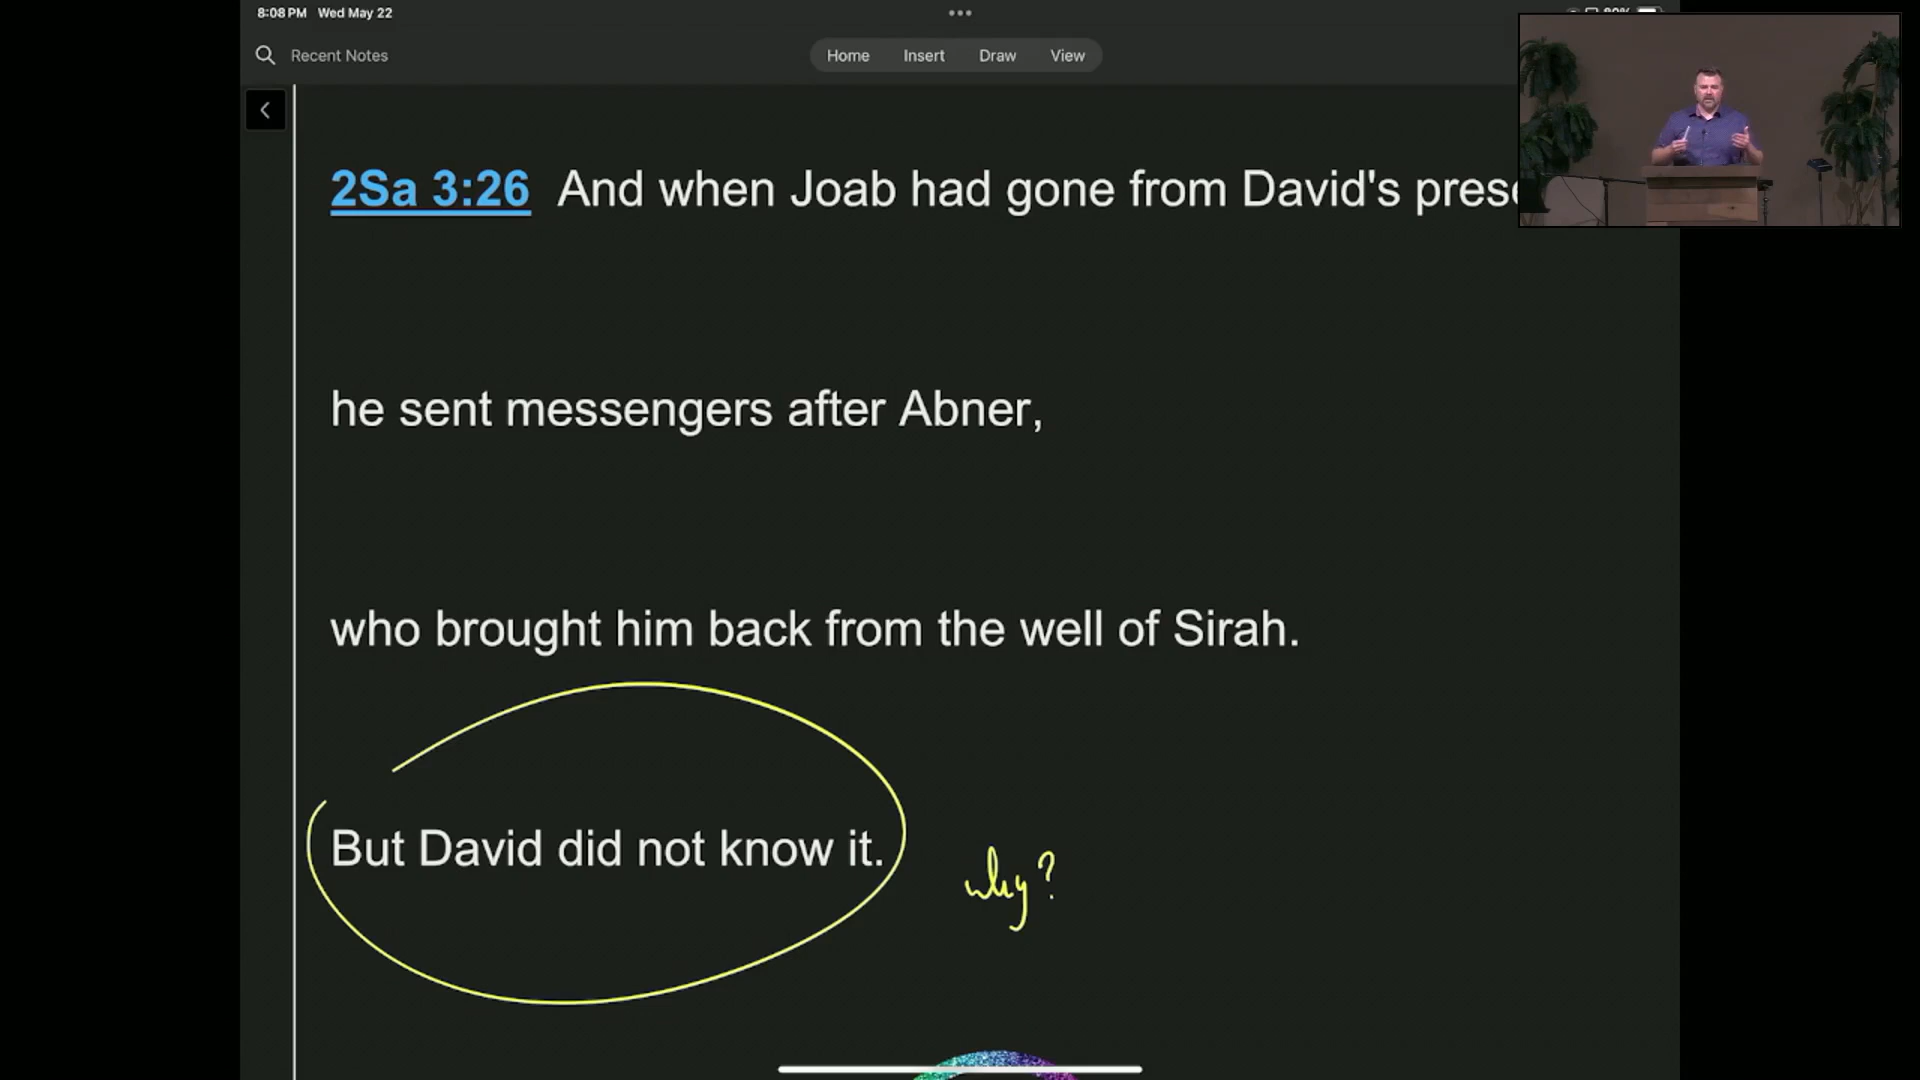 8:08 PM Wed May 22
Recent Notes
Home Insert Draw View
2Sa 3:26 And when Joab had gone from David's
he sent messengers after Abner,
who brought him back from the well of Sirah.
But David did not know it.
why?